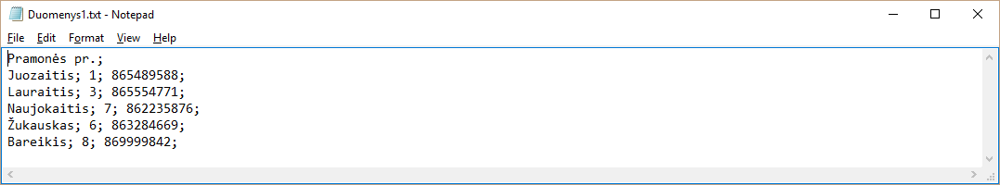 Duomenys1.txt - Notepad
File Edit Format View Help
Pramonės pr.;
Juozaitis; 1; 865489588;
Lauraitis; 3; 865554771;
Naujokaitis; 7; 862235876;
Žukauskas; 6; 863284669;
Bareikis; 8; 869999842;